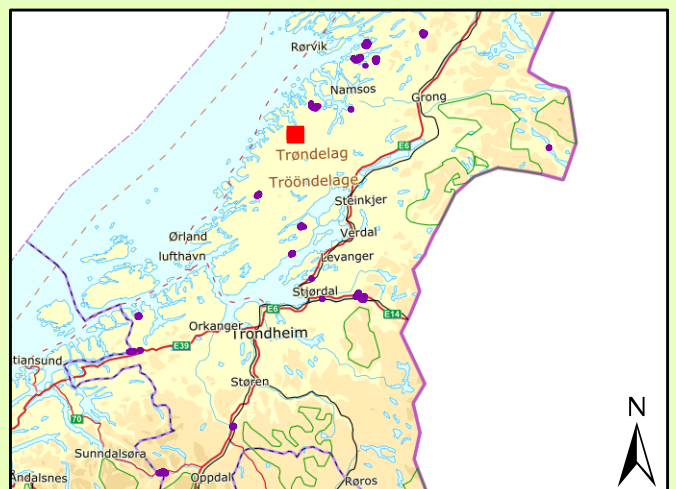 Rørvik
Namsos
Grong
Trøndelag
E6
Trööndelage
Steinkjer
Verdal
Ørland
lufthavn
Levanger
Stjørdal
E6
E14
Orkanger
Trondheim
E39
tiansund
Støren
N
70
Sunndalsøra
Åndalsnes
Oppdal
Røros